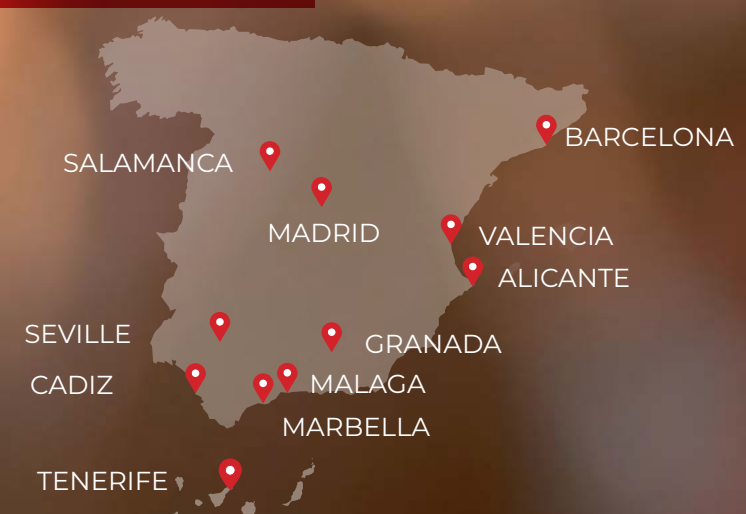 BARCELONA
SALAMANCA
MADRID
VALENCIA
ALICANTE
SEVILLE
GRANADA
CADIZ
MALAGA
MARBELLA
TENERIFE